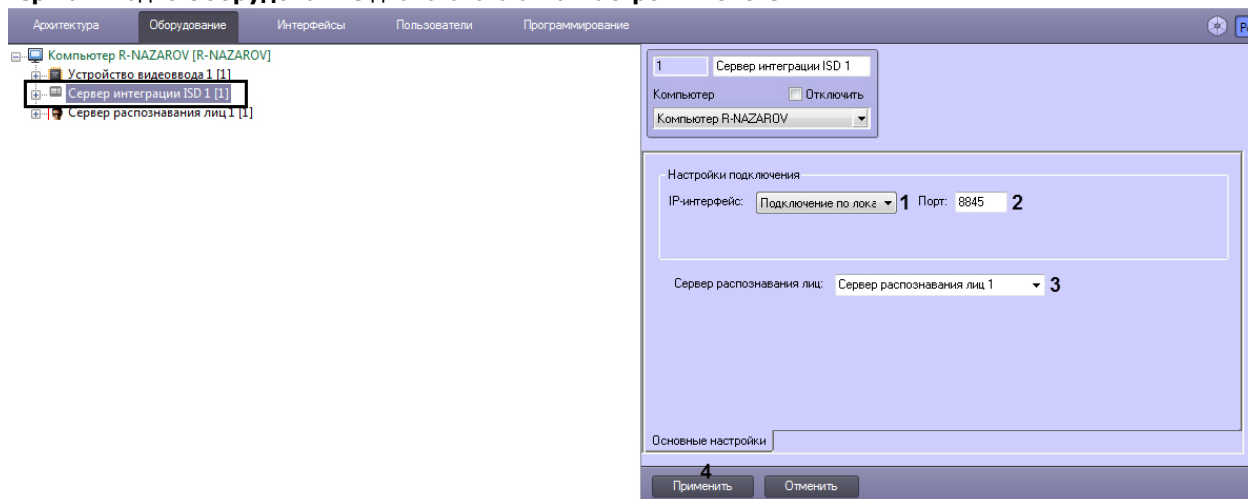 Архитектура Оборудование Интерфейсы Пользователи Программирование
Компьютер R-NAZAROV [R-NAZAROV]
Устройство видеоввода 1 [1]
Сервер интеграции ISD 1 [1]
Сервер распознавания лиц 1 [1]
1 Сервер интеграции ISD 1
Компьютер Отключить
Компьютер R-NAZAROV
Настройки подключения
IP-интерфейс: Подключение по лока 1 Порт: 8845 2
Сервер распознавания лиц: Сервер распознавания лиц 1 3
Основные настройки
4
Применить Отменить